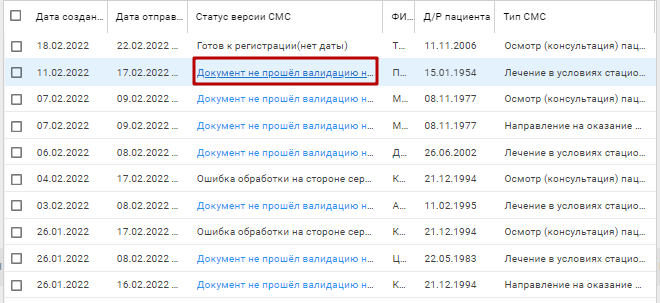 Дата создан... Дата отправ... Статус версии СМС ФИ... Д/Р пациента Тип СМС
18.02.2022 22.02.2022 ... Готов к регистрации(нет даты) Т... 11.11.2006 Осмотр (консультация) пац...
11.02.2022 17.02.2022 ... Документ не прошёл валидацию н... П... 15.01.1954 Лечение в условиях стацио...
07.02.2022 09.02.2022 ... Документ не прошёл валидацию н... М... 08.11.1977 Осмотр (консультация) пац...
07.02.2022 09.02.2022 ... Документ не прошёл валидацию н... М... 08.11.1977 Направление на оказание ...
06.02.2022 08.02.2022 ... Документ не прошёл валидацию н... Д... 26.06.2002 Лечение в условиях стацио...
04.02.2022 17.02.2022 ... Ошибка обработки на стороне сер... К... 21.12.1994 Осмотр (консультация) пац...
03.02.2022 08.02.2022 ... Документ не прошёл валидацию н... А... 11.02.1995 Лечение в условиях стацио...
26.01.2022 17.02.2022 ... Ошибка обработки на стороне сер... К... 21.12.1994 Осмотр (консультация) пац...
26.01.2022 08.02.2022 ... Документ не прошёл валидацию н... Ц... 22.05.1983 Лечение в условиях стацио...
26.01.2022 16.02.2022 ... Документ не прошёл валидацию н... К... 21.12.1994 Направление на оказание ...